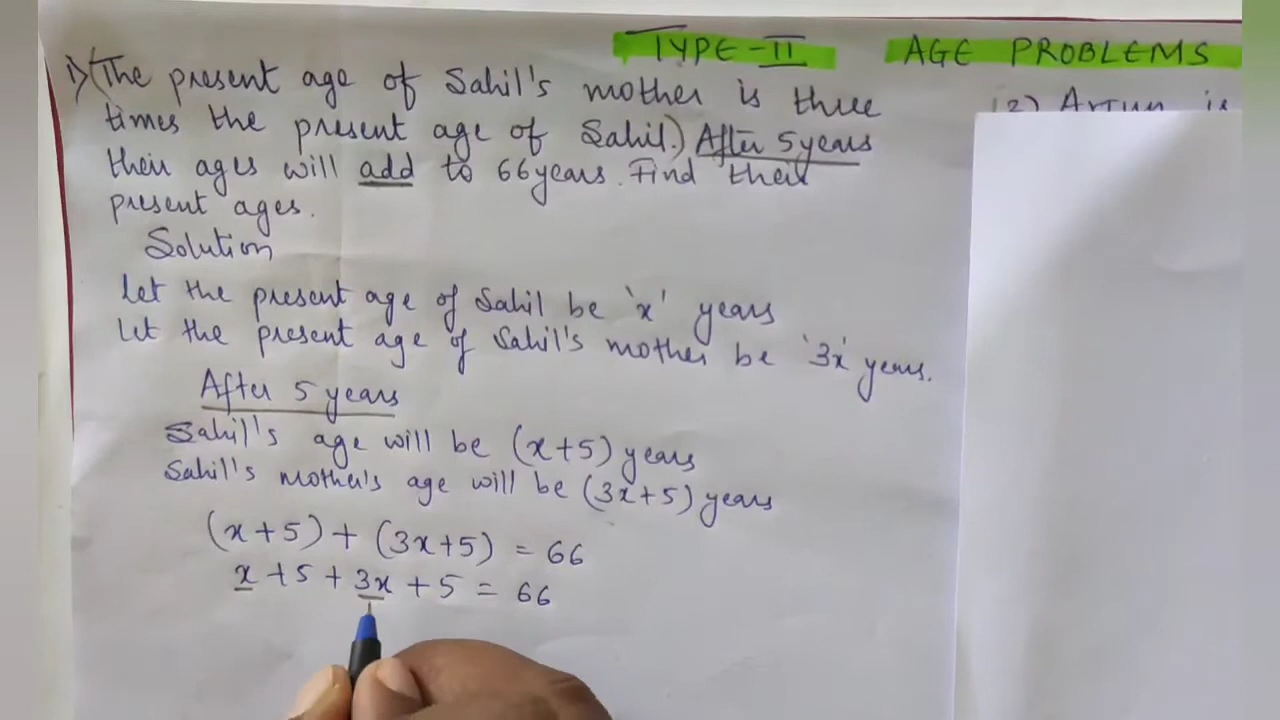 TYPE-II AGE PROBLEMS
1) (The present age of Sahil's mother is three
times the present age of Sahil.) After 5 years
their ages will add to 66 years. Find their
present ages.
Solution
Let the present age of Sahil be 'x' years
Let the present age of Sahil's mother be '3x' years.
After 5 years
Sahil's age will be (x+5) years
Sahil's mother's age will be (3x+5) years
(x+5) + (3x+5) = 66
x + 5 + 3x + 5 = 66
(2)
is